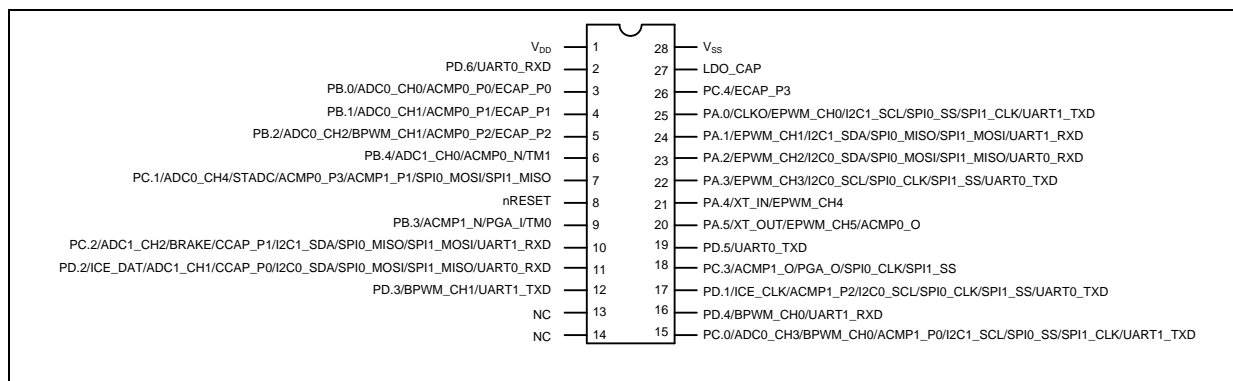 VDD 1 28 VSS
PD.6/UART0_RXD 2 27 LDO_CAP
PB.0/ADC0_CH0/ACMP0_P0/ECAP_P0 3 26 PC.4/ECAP_P3
PB.1/ADC0_CH1/ACMP0_P1/ECAP_P1 4 25 PA.0/CLKO/EPWM_CH0/I2C1_SCL/SPI0_SS/SPI1_CLK/UART1_TXD
PB.2/ADC0_CH2/BPWM_CH1/ACMP0_P2/ECAP_P2 5 24 PA.1/EPWM_CH1/I2C1_SDA/SPI0_MISO/SPI1_MOSI/UART1_RXD
PB.4/ADC1_CH0/ACMP0_N/TM1 6 23 PA.2/EPWM_CH2/I2C0_SDA/SPI0_MOSI/SPI1_MISO/UART0_RXD
PC.1/ADC0_CH4/STADC/ACMP0_P3/ACMP1_P1/SPI0_MOSI/SPI1_MISO 7 22 PA.3/EPWM_CH3/I2C0_SCL/SPI0_CLK/SPI1_SS/UART0_TXD
nRESET 8 21 PA.4/XT_IN/EPWM_CH4
PB.3/ACMP1_N/PGA_I/TM0 9 20 PA.5/XT_OUT/EPWM_CH5/ACMP0_O
PC.2/ADC1_CH2/BRAKE/CCAP_P1/I2C1_SDA/SPI0_MISO/SPI1_MOSI/UART1_RXD 10 19 PD.5/UART0_TXD
PD.2/ICE_DAT/ADC1_CH1/CCAP_P0/I2C0_SDA/SPI0_MOSI/SPI1_MISO/UART0_RXD 11 18 PC.3/ACMP1_O/PGA_O/SPI0_CLK/SPI1_SS
PD.3/BPWM_CH1/UART1_TXD 12 17 PD.1/ICE_CLK/ACMP1_P2/I2C0_SCL/SPI0_CLK/SPI1_SS/UART0_TXD
NC 13 16 PD.4/BPWM_CH0/UART1_RXD
NC 14 15 PC.0/ADC0_CH3/BPWM_CH0/ACMP1_P0/I2C1_SCL/SPI0_SS/SPI1_CLK/UART1_TXD